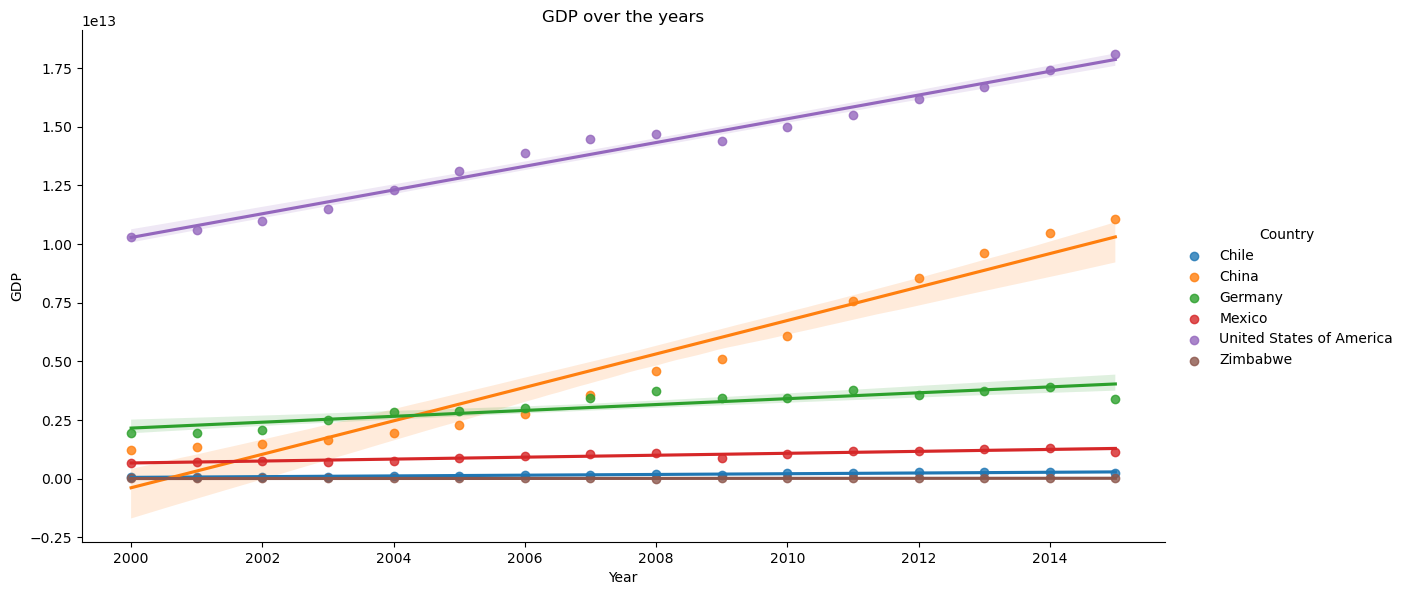 GDP over the years
1e13
1.75
1.50
1.25
1.00
0.75
0.50
0.25
0.00
−0.25
GDP
2000
2002
2004
2006
2008
2010
2012
2014
Year
Country
Chile
China
Germany
Mexico
United States of America
Zimbabwe